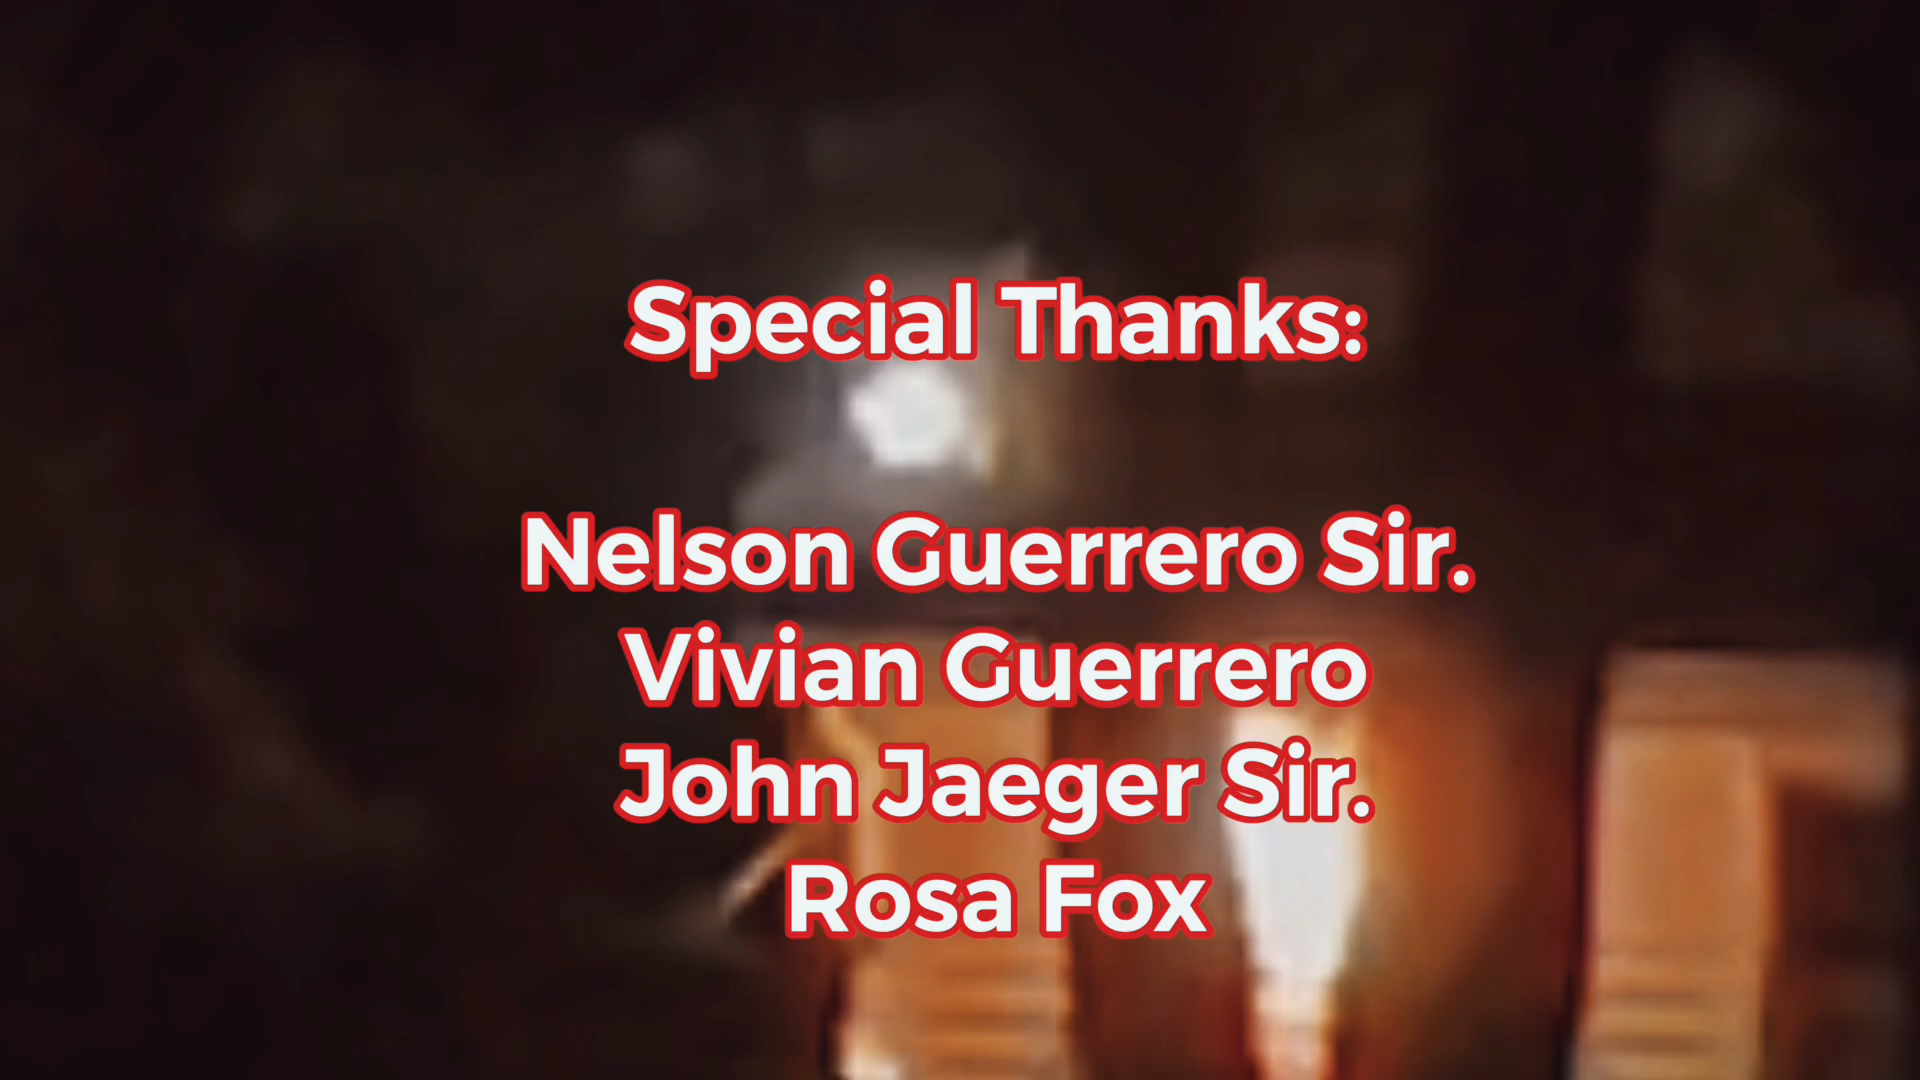 Special Thanks:
Nelson Guerrero Sir.
Vivian Guerrero
John Jaeger Sir.
Rosa Fox